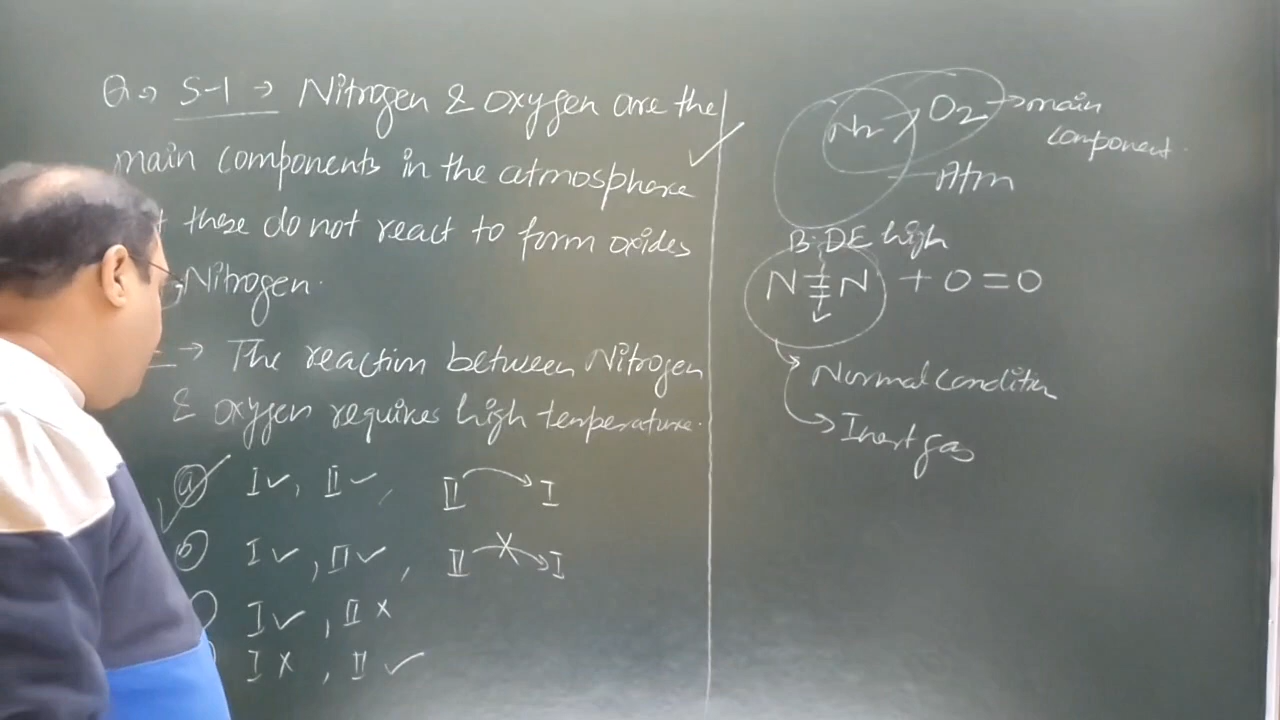 Q → S-I → Nitrogen & oxygen are the
main components in the atmosphere
these do not react to form oxides
Nitrogen.
→ The reaction between Nitrogen
& oxygen requires high temperature.
(a) I ✓, II ✓, II → I
(b) I ✓, II ✓, II → I
I ✓, II ×
I ×, II ✓
N2, O2 → main
component.
Atm
B.DE high
N≡N + O=O
→ Normal Condition
→ Inert gas